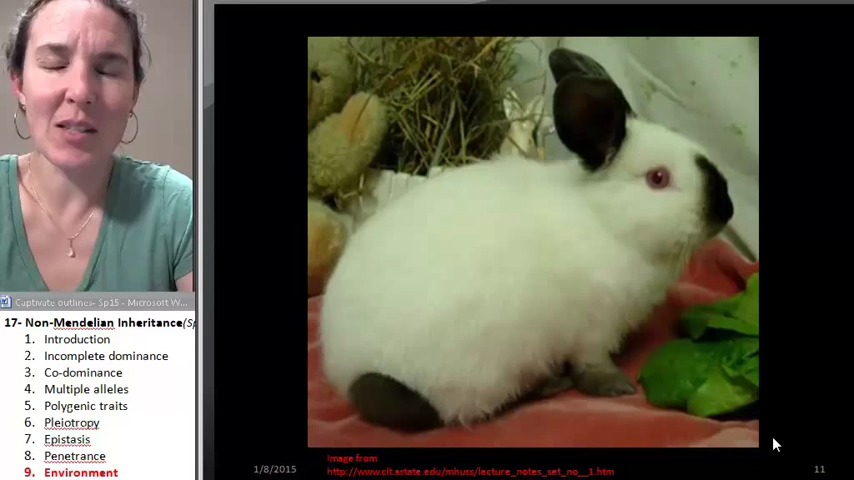 Captivate outlines- Sp15 - Microsoft W...
17- Non-Mendelian Inheritance(Sp
1. Introduction
2. Incomplete dominance
3. Co-dominance
4. Multiple alleles
5. Polygenic traits
6. Pleiotropy
7. Epistasis
8. Penetrance
9. Environment
1/8/2015
Image from
http://www.clt.astate.edu/mhuss/lecture_notes_set_no__1.htm
11